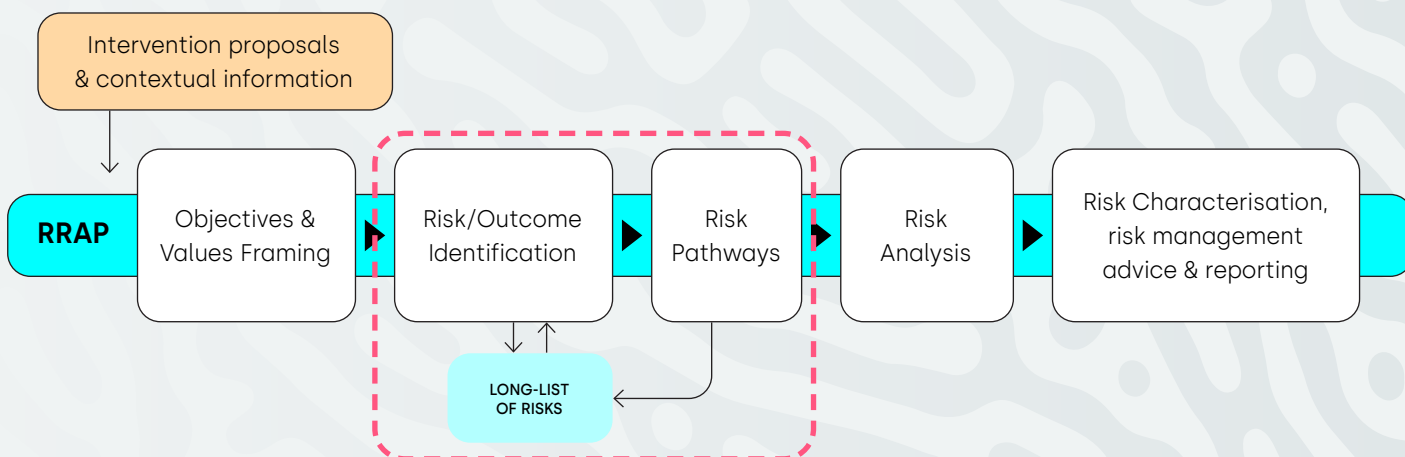 Intervention proposals
& contextual information
RRAP
Objectives &
Values Framing
Risk/Outcome
Identification
Risk
Pathways
Risk
Analysis
Risk Characterisation,
risk management
advice & reporting
LONG-LIST
OF RISKS